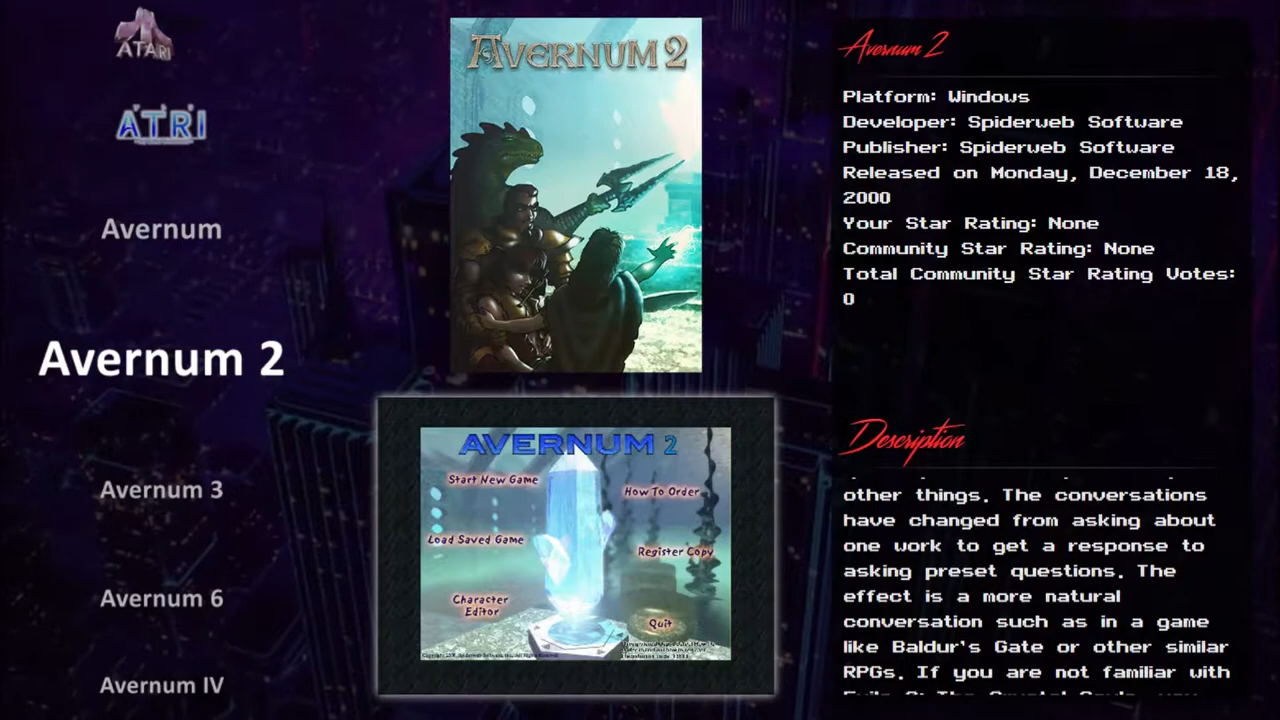 ATARI
ATRI
Avernum
Avernum 2
Avernum 3
Avernum 6
Avernum IV
AVERNUM 2
AVERNUM 2
Start New Game
How To Order
Load Saved Game
Register Copy
Character
Editor
Quit
Avernum 2
Platform: Windows
Developer: Spiderweb Software
Publisher: Spiderweb Software
Released on Monday, December 18,
2000
Your Star Rating: None
Community Star Rating: None
Total Community Star Rating Votes:
0
Description
other things. The conversations
have changed from asking about
one work to get a response to
asking preset questions. The
effect is a more natural
conversation such as in a game
like Baldur's Gate or other similar
RPGs. If you are not familiar with